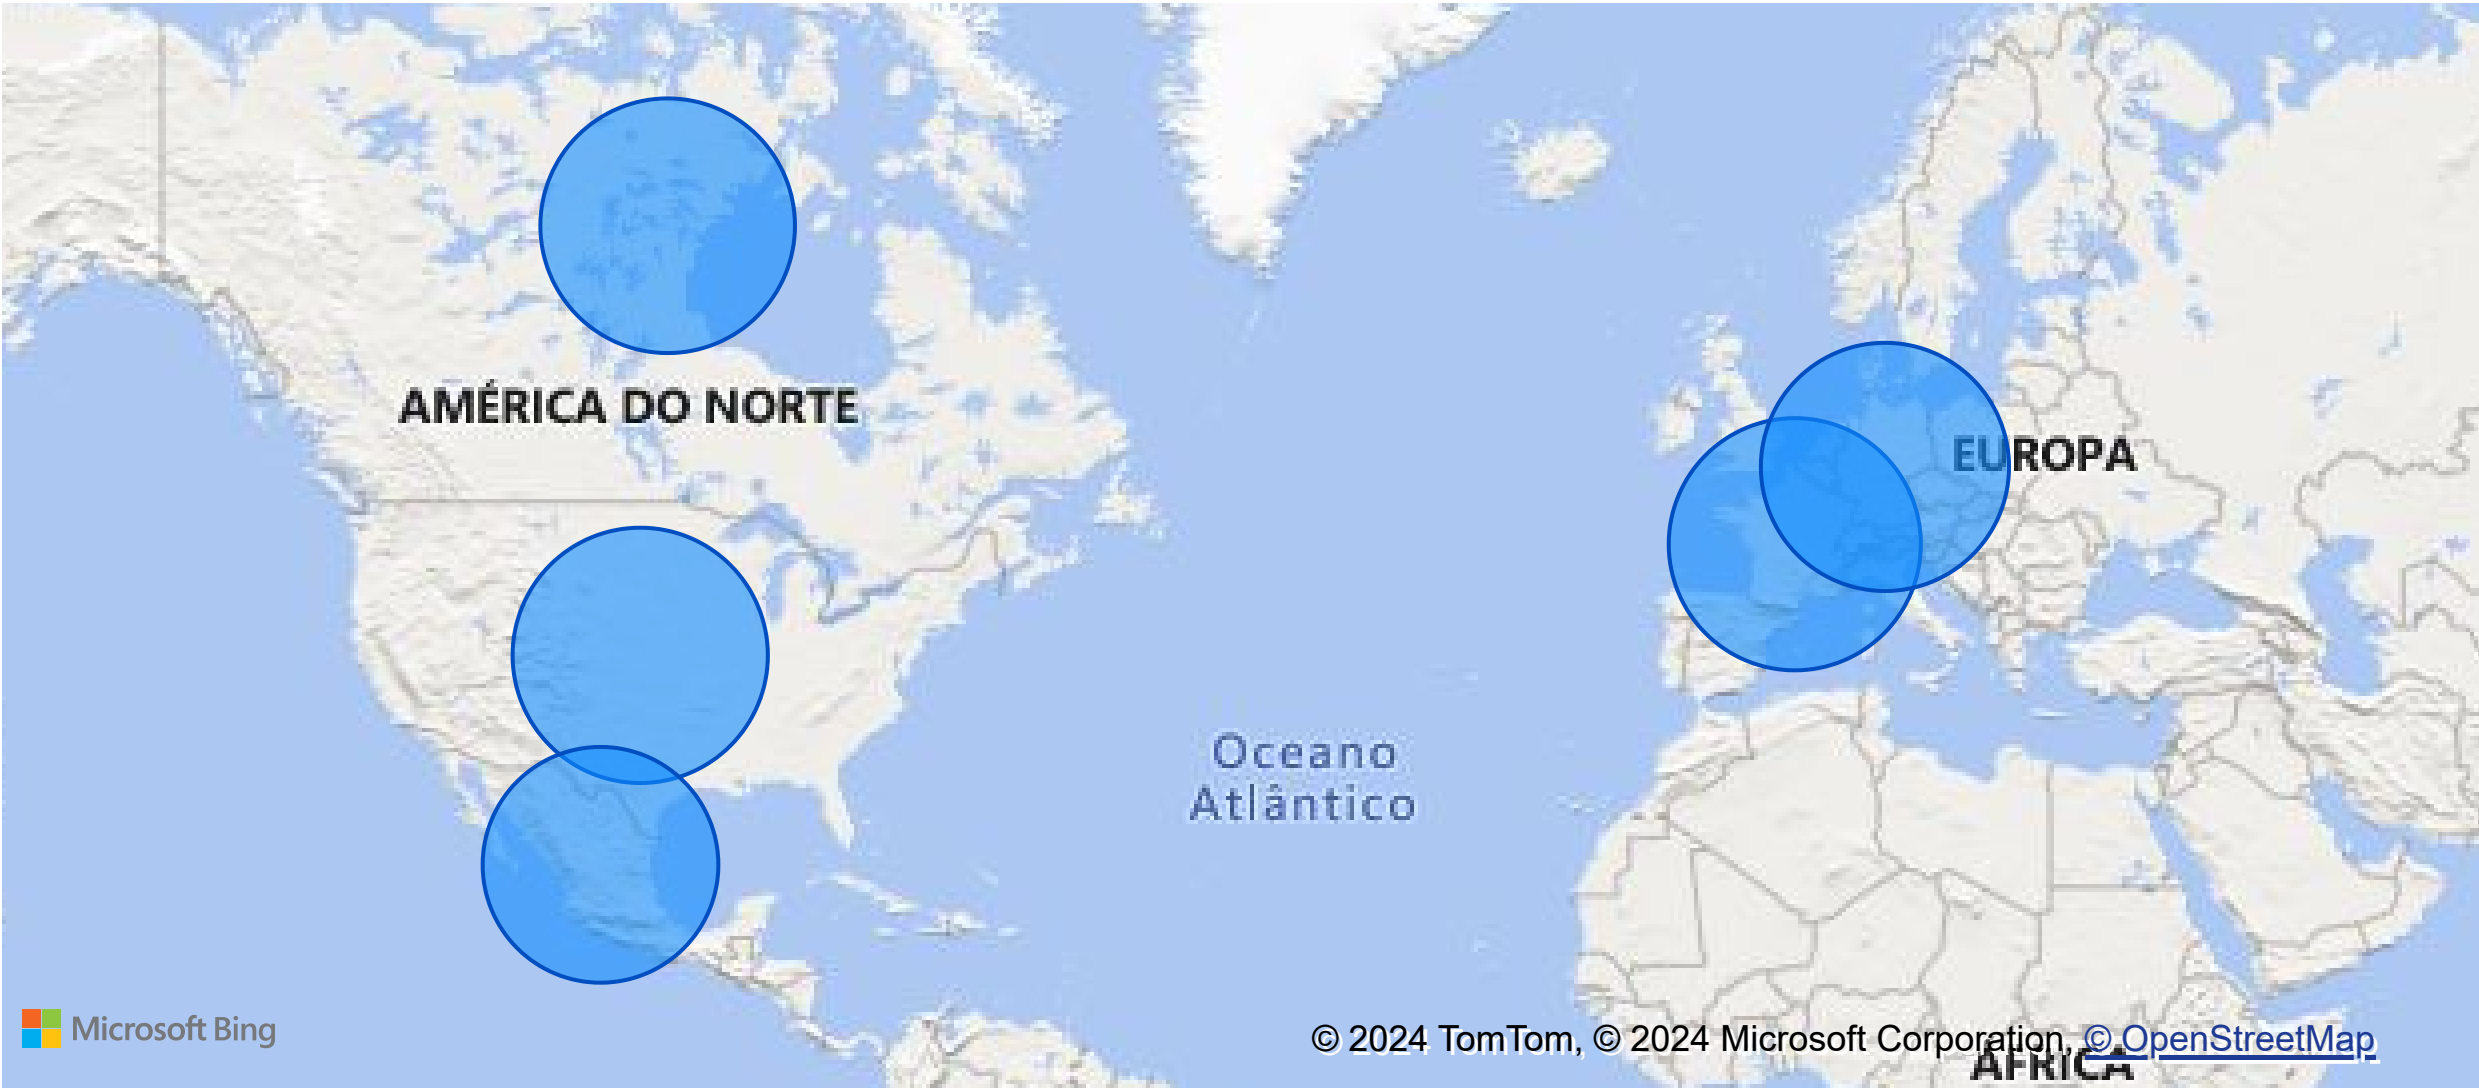 AMÉRICA DO NORTE
EUROPA
Oceano
Atlântico
Microsoft Bing
© 2024 TomTom, © 2024 Microsoft Corporation, © OpenStreetMap
ÁFRICA